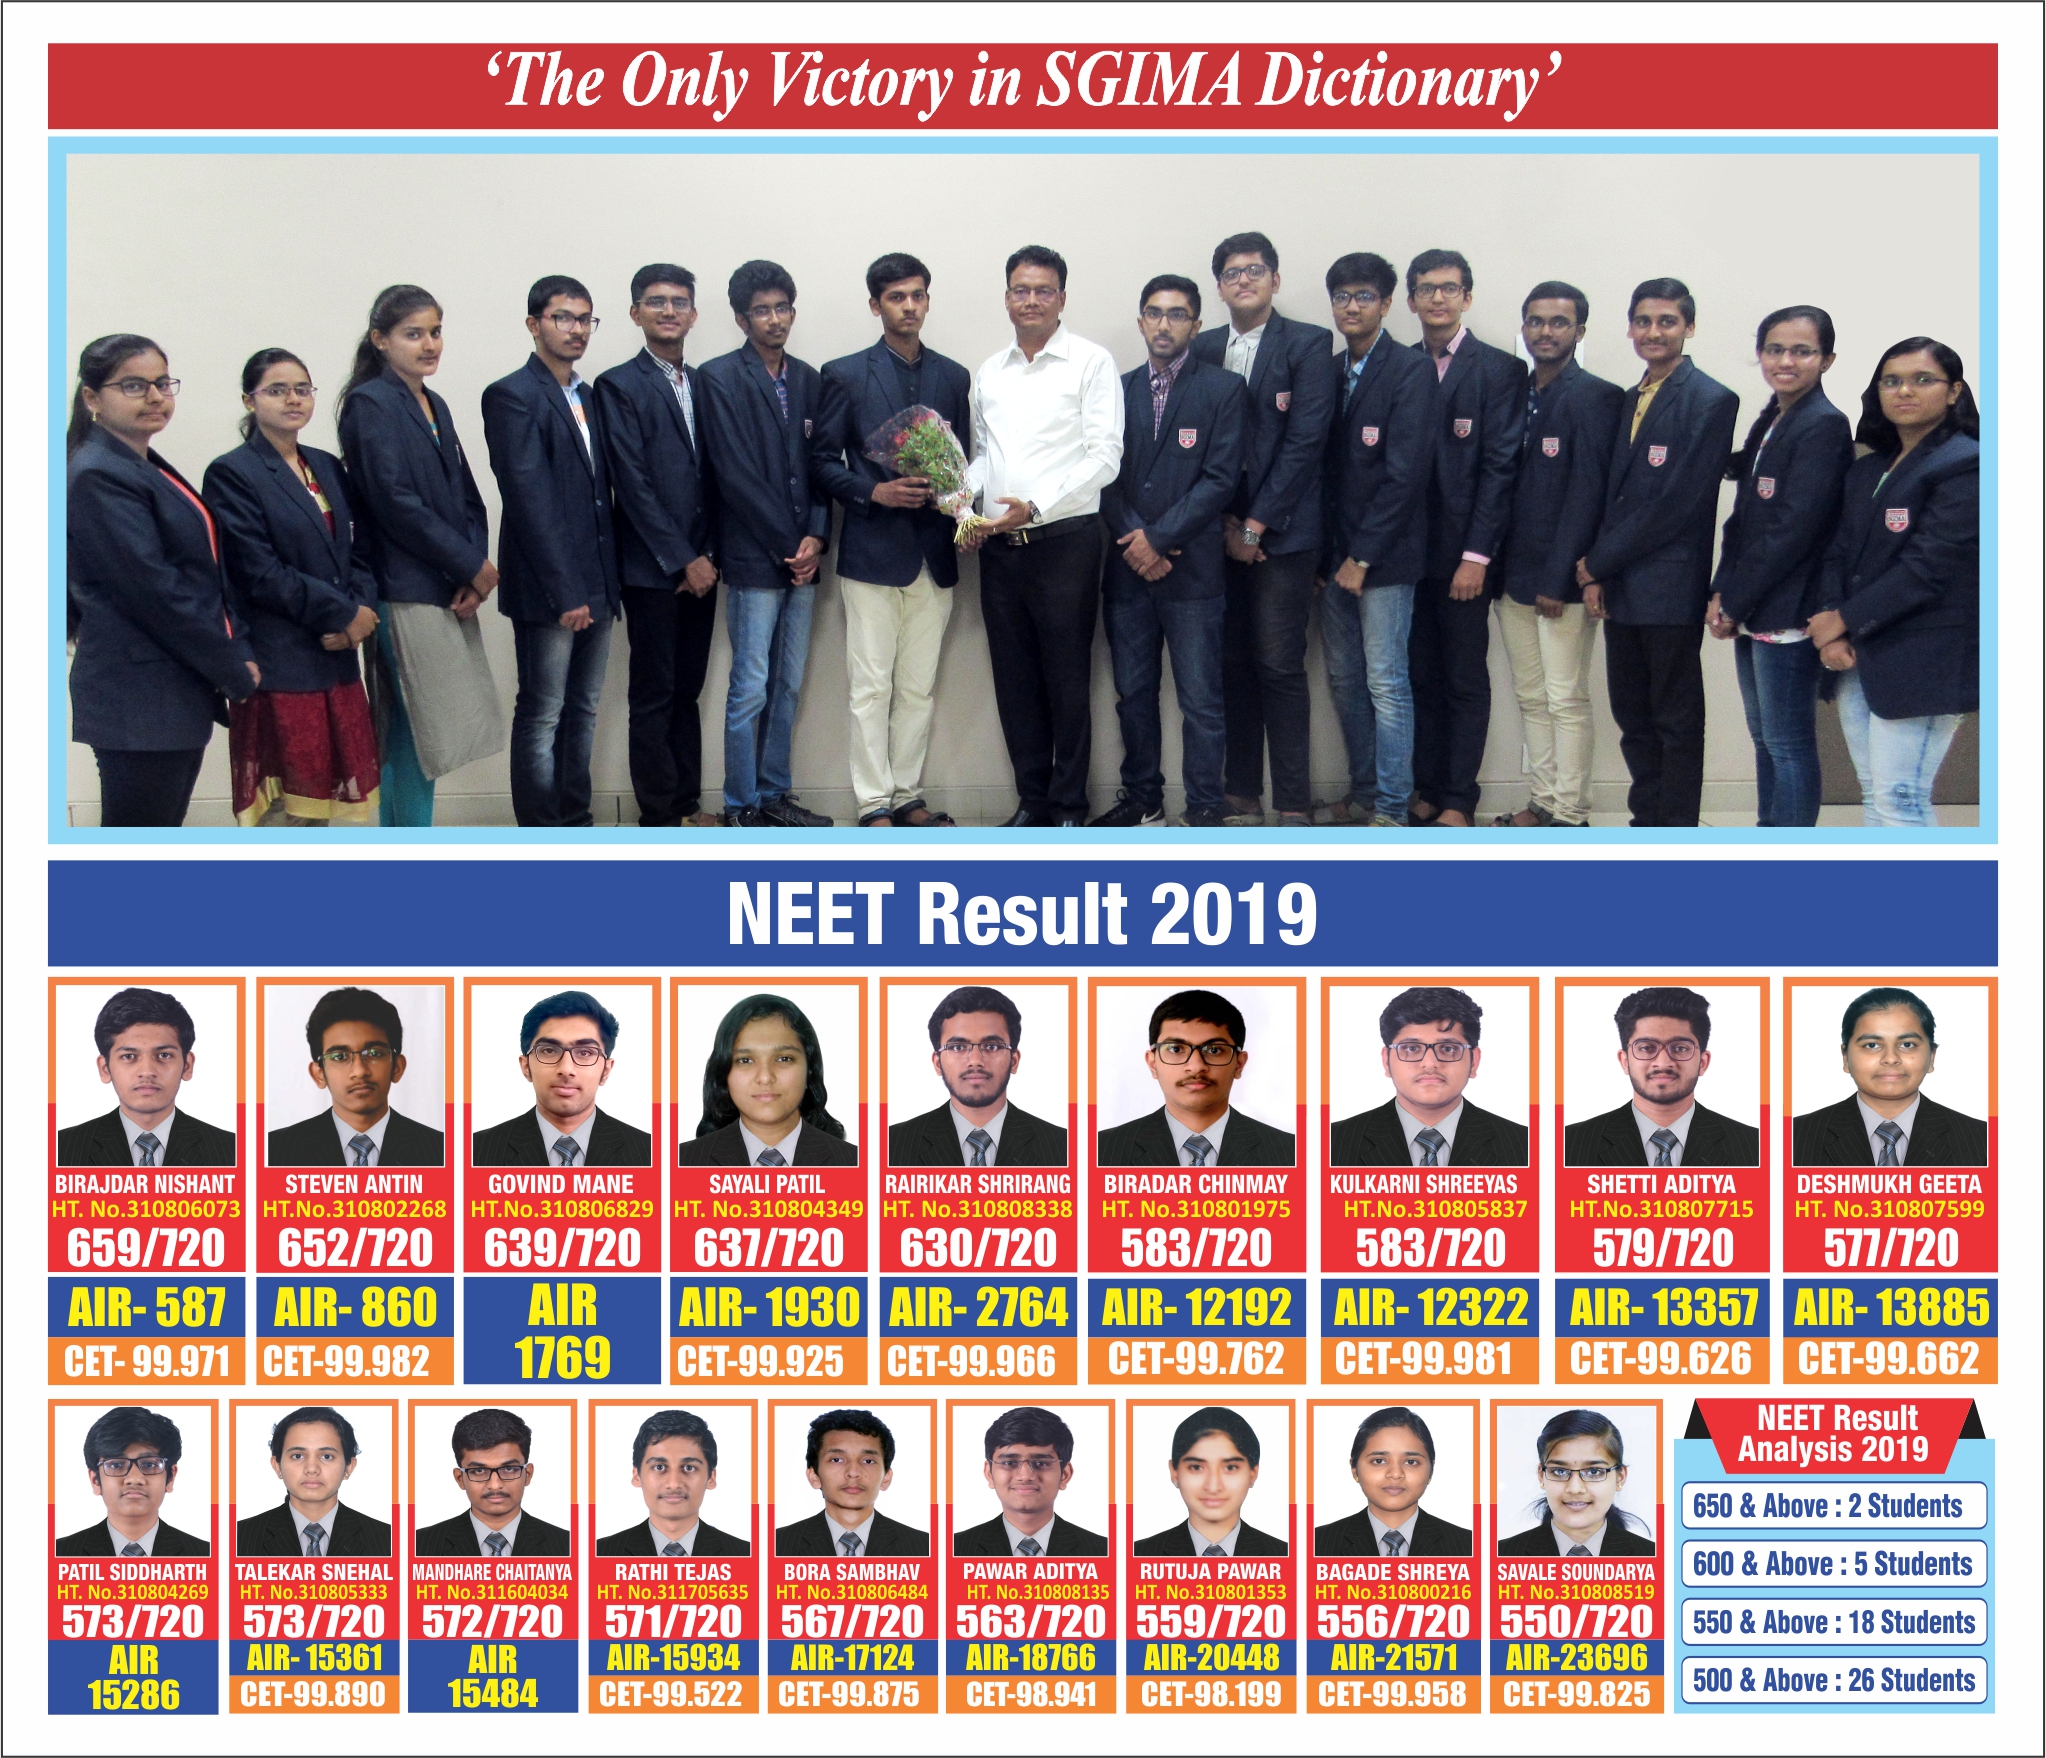 ‘The Only Victory in SGIMA Dictionary’
NEET Result 2019
BIRAJDAR NISHANT
HT. No.310806073
659/720
AIR- 587
CET- 99.971
STEVEN ANTIN
HT.No.310802268
652/720
AIR- 860
CET-99.982
GOVIND MANE
HT.No.310806829
639/720
AIR
1769
SAYALI PATIL
HT. No.310804349
637/720
AIR- 1930
CET-99.925
RAIRIKAR SHRIRANG
HT. No.310808338
630/720
AIR- 2764
CET-99.966
BIRADAR CHINMAY
HT. No.310801975
583/720
AIR- 12192
CET-99.762
KULKARNI SHREEYAS
HT.No.310805837
583/720
AIR- 12322
CET-99.981
SHETTI ADITYA
HT.No.310807715
579/720
AIR- 13357
CET-99.626
DESHMUKH GEETA
HT. No.310807599
577/720
AIR- 13885
CET-99.662
PATIL SIDDHARTH
HT. No.310804269
573/720
AIR
15286
TALEKAR SNEHAL
HT. No.310805333
573/720
AIR- 15361
CET-99.890
MANDHARE CHAITANYA
HT. No.311604034
572/720
AIR
15484
RATHI TEJAS
HT. No.311705635
571/720
AIR-15934
CET-99.522
BORA SAMBHAV
HT. No.310806484
567/720
AIR-17124
CET-99.875
PAWAR ADITYA
HT. No.310808135
563/720
AIR-18766
CET-98.941
RUTUJA PAWAR
HT. No.310801353
559/720
AIR-20448
CET-98.199
BAGADE SHREYA
HT. No.310800216
556/720
AIR-21571
CET-99.958
SAVALE SOUNDARYA
HT. No.310808519
550/720
AIR-23696
CET-99.825
NEET Result
Analysis 2019
650 & Above : 2 Students
600 & Above : 5 Students
550 & Above : 18 Students
500 & Above : 26 Students